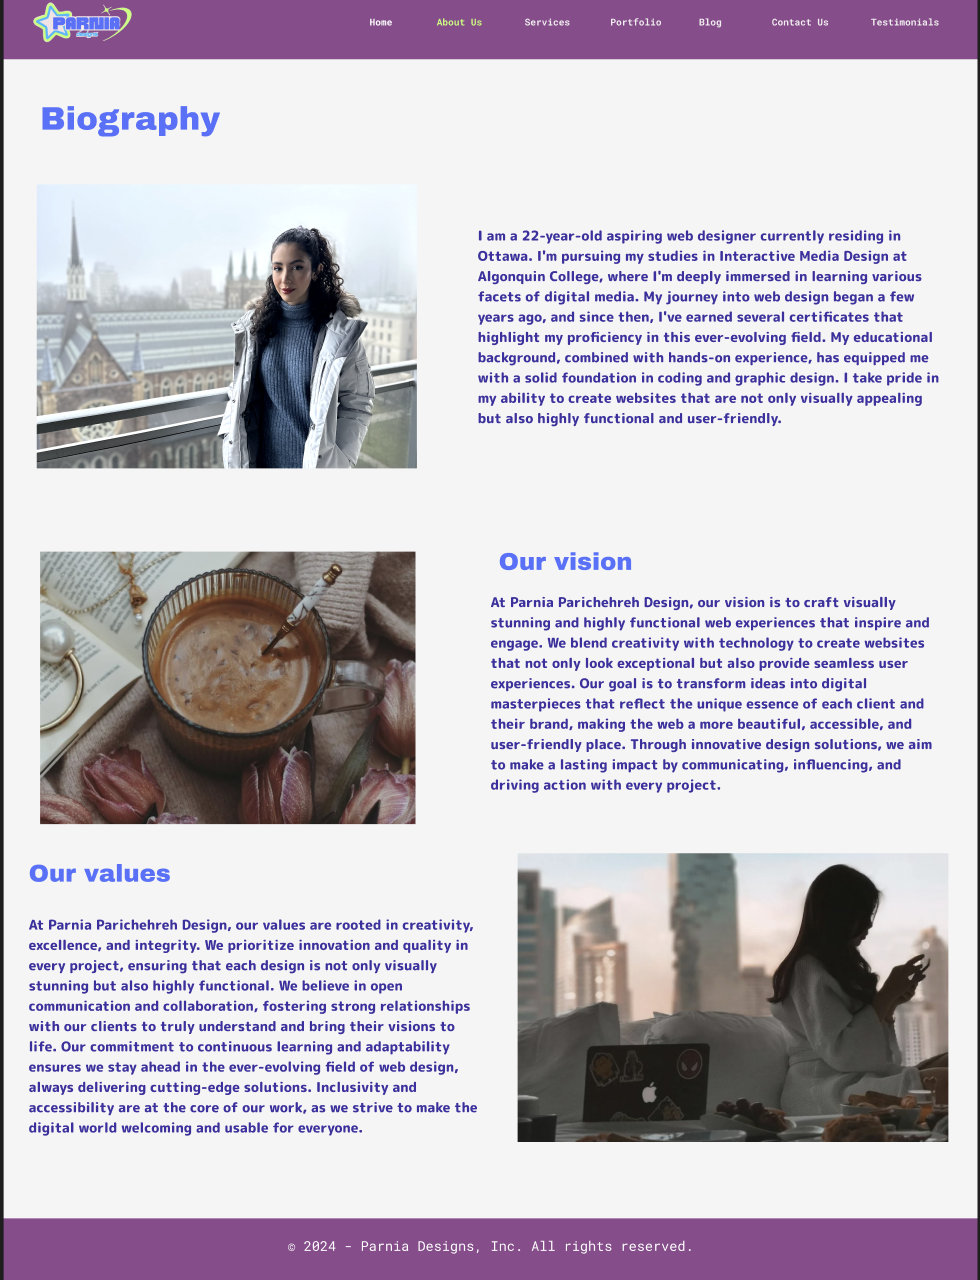 PARNIA
Home About Us Services Portfolio Blog Contact Us Testimonials
Biography
I am a 22-year-old aspiring web designer currently residing in
Ottawa. I'm pursuing my studies in Interactive Media Design at
Algonquin College, where I'm deeply immersed in learning various
facets of digital media. My journey into web design began a few
years ago, and since then, I've earned several certificates that
highlight my proficiency in this ever-evolving field. My educational
background, combined with hands-on experience, has equipped me
with a solid foundation in coding and graphic design. I take pride in
my ability to create websites that are not only visually appealing
but also highly functional and user-friendly.
Our vision
At Parnia Parichehreh Design, our vision is to craft visually
stunning and highly functional web experiences that inspire and
engage. We blend creativity with technology to create websites
that not only look exceptional but also provide seamless user
experiences. Our goal is to transform ideas into digital
masterpieces that reflect the unique essence of each client and
their brand, making the web a more beautiful, accessible, and
user-friendly place. Through innovative design solutions, we aim
to make a lasting impact by communicating, influencing, and
driving action with every project.
Our values
At Parnia Parichehreh Design, our values are rooted in creativity,
excellence, and integrity. We prioritize innovation and quality in
every project, ensuring that each design is not only visually
stunning but also highly functional. We believe in open
communication and collaboration, fostering strong relationships
with our clients to truly understand and bring their visions to
life. Our commitment to continuous learning and adaptability
ensures we stay ahead in the ever-evolving field of web design,
always delivering cutting-edge solutions. Inclusivity and
accessibility are at the core of our work, as we strive to make the
digital world welcoming and usable for everyone.
© 2024 - Parnia Designs, Inc. All rights reserved.